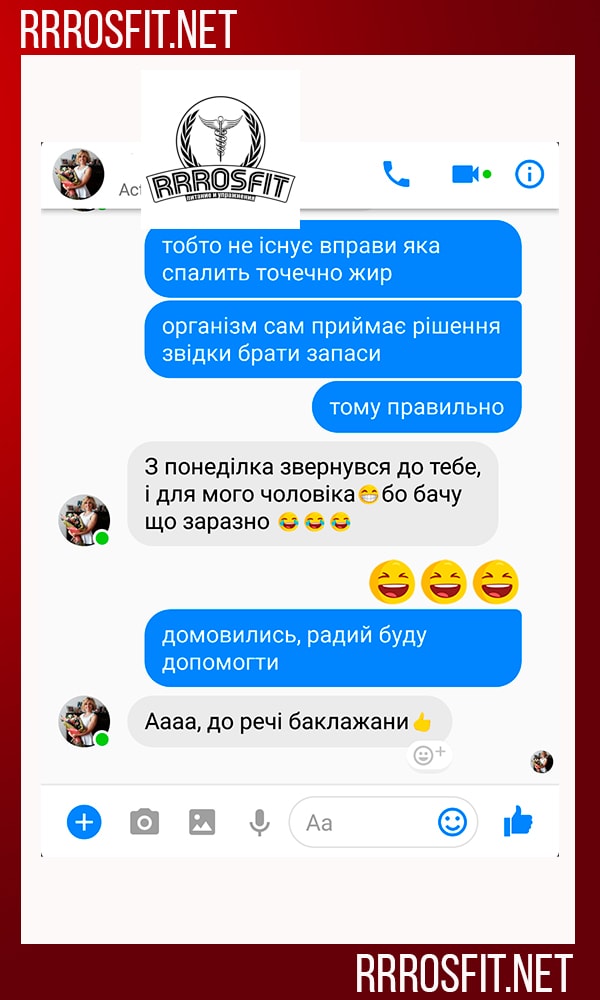 RRROSFIT.NET
RRROSFIT
питание и упражнения
Act
тобто не існує вправи яка
спалить точечно жир
організм сам приймає рішення
звідки брати запаси
тому правильно
З понеділка звернувся до тебе,
і для мого чоловіка😁бо бачу
що заразно 😂😂😂
😆😆😆
домовились, радий буду
допомогти
Аааа, до речі баклажани👍
Aa
RRROSFIT.NET